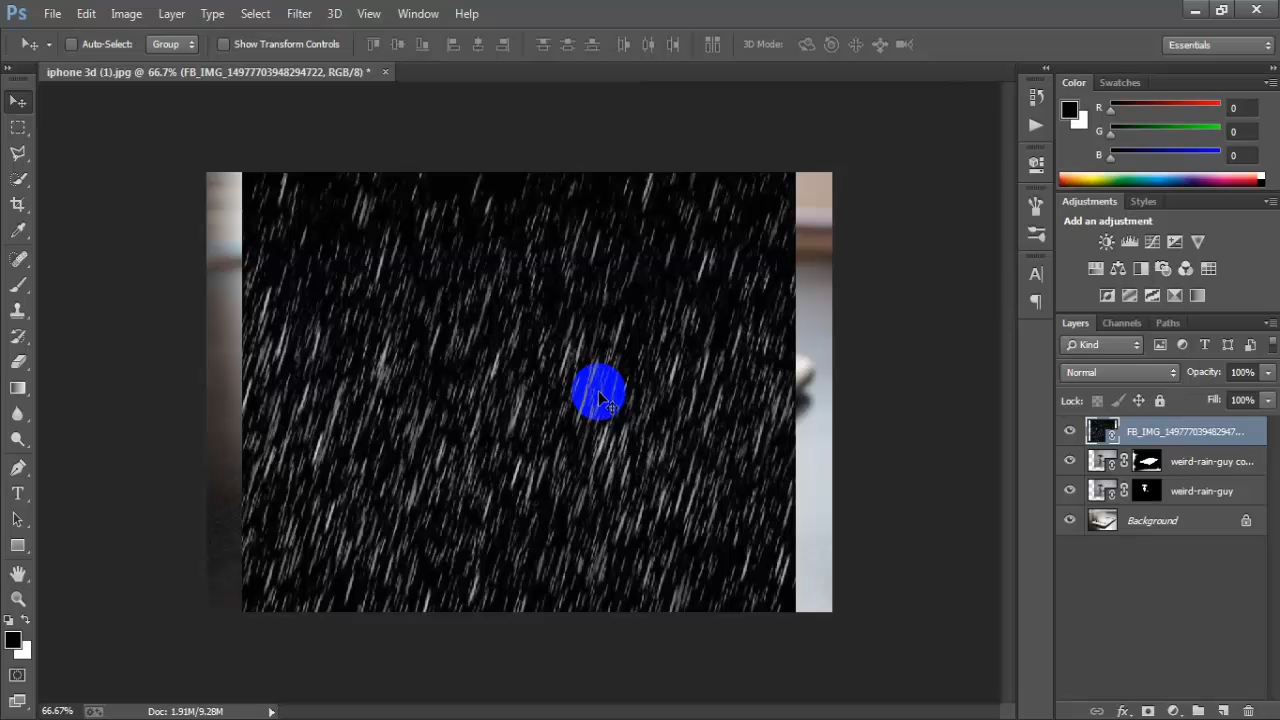 Ps File Edit Image Layer Type Select Filter 3D View Window Help
Auto-Select: Group Show Transform Controls 3D Mode: Essentials
iphone 3d (1).jpg @ 66.7% (FB_IMG_14977703948294722, RGB/8) * ×
Color Swatches
R 0
G 0
B 0
Adjustments Styles
Add an adjustment
Layers Channels Paths
Kind
Normal Opacity: 100%
Lock: Fill: 100%
FB_IMG_149777039482947...
weird-rain-guy co...
weird-rain-guy
Background
66.67% Doc: 1.91M/9.28M